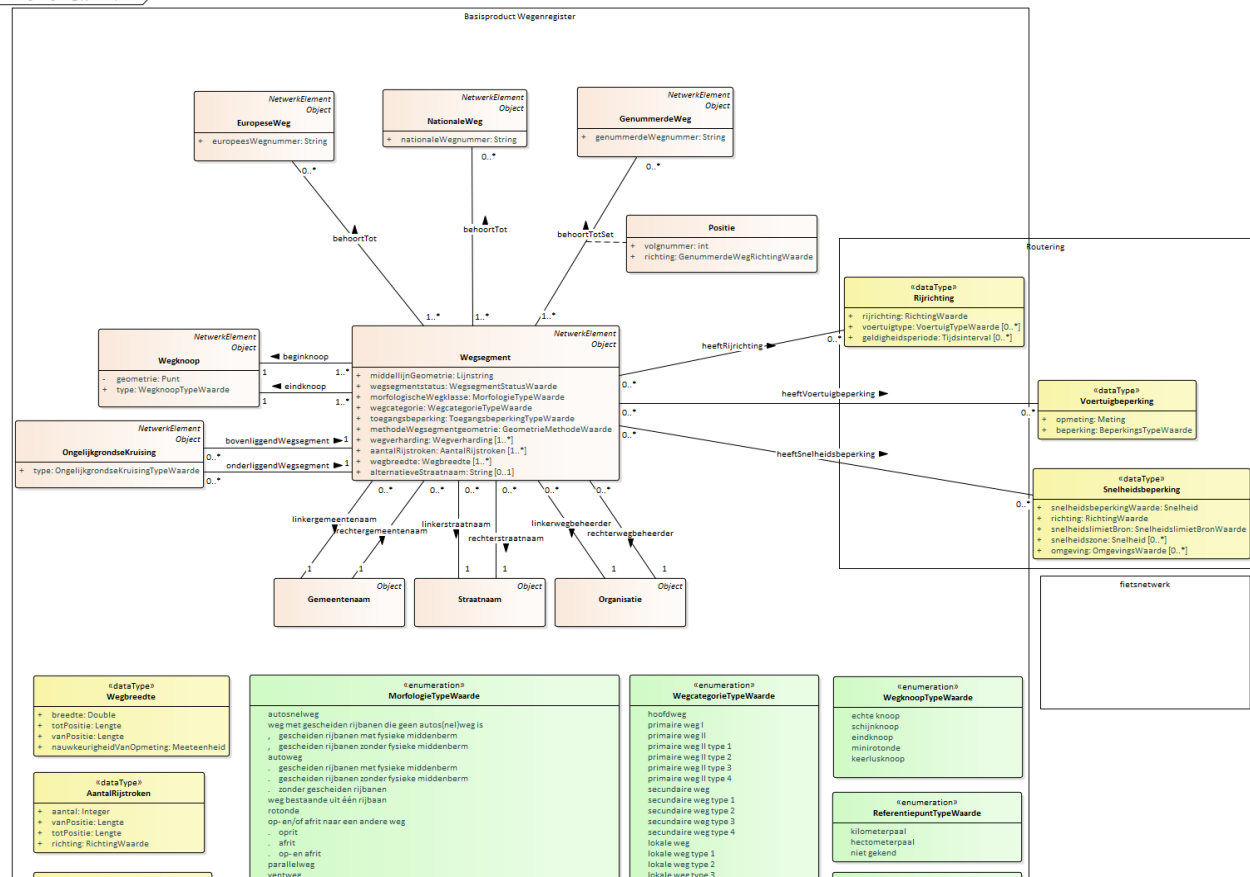 Basisproduct Wegenregister
NetwerkElement
Object
EuropeseWeg
+ europeesWegnummer: String
NetwerkElement
Object
NationaleWeg
+ nationaleWegnummer: String
NetwerkElement
Object
GenummerdeWeg
+ genummerdeWegnummer: String
0..*
0..*
0..*
behoortTot
behoortTot
behoortTotSet
Positie
+ volgnummer: int
+ richting: GenummerdeWegRichtingWaarde
Routering
«dataType»
Rijrichting
+ rijrichting: RichtingWaarde
+ voertuigtype: VoertuigTypeWaarde [0..*]
+ geldigheidsperiode: Tijdsinterval [0..*]
1..*
1..*
1..*
NetwerkElement
Object
Wegknoop
- geometrie: Punt
+ type: WegknoopTypeWaarde
beginknoop
1
1..*
eindknoop
1
1..*
NetwerkElement
Object
Wegsegment
+ middellijnGeometrie: Lijnstring
+ wegsegmentstatus: WegsegmentStatusWaarde
+ morfologischeWegklasse: MorfologieTypeWaarde
+ wegcategorie: WegcategorieTypeWaarde
+ toegangsbeperking: ToegangsbeperkingTypeWaarde
+ methodeWegsegmentgeometrie: GeometrieMethodeWaarde
+ wegverharding: Wegverharding [1..*]
+ aantalRijstroken: AantalRijstroken [1..*]
+ wegbreedte: Wegbreedte [1..*]
+ alternatieveStraatnaam: String [0..1]
heeftRijrichting
0..*
0..*
heeftVoertuigbeperking
0..*
0..*
heeftSnelheidsbeperking
0..*
0..*
«dataType»
Voertuigbeperking
+ opmeting: Meting
+ beperking: BeperkingsTypeWaarde
NetwerkElement
Object
OngelijkgrondseKruising
+ type: OngelijkgrondseKruisingTypeWaarde
bovenliggendWegsegment
1
0..*
onderliggendWegsegment
1
0..*
«dataType»
Snelheidsbeperking
+ snelheidsbeperkingWaarde: Snelheid
+ richting: RichtingWaarde
+ snelheidslimietBron: SnelheidslimietBronWaarde
+ snelheidszone: Snelheid [0..*]
+ omgeving: OmgevingsWaarde [0..*]
0..*
0..*
0..*
0..*
0..*
0..*
linkergemeentenaam
rechtergemeentenaam
linkerstraatnaam
rechterstraatnaam
linkerwegbeheerder
rechterwegbeheerder
1
1
1
1
1
1
Object
Gemeentenaam
Object
Straatnaam
Object
Organisatie
fietsnetwerk
«dataType»
Wegbreedte
+ breedte: Double
+ totPositie: Lengte
+ vanPositie: Lengte
+ nauwkeurigheidVanOpmeting: Meeteenheid
«dataType»
AantalRijstroken
+ aantal: Integer
+ vanPositie: Lengte
+ totPositie: Lengte
+ richting: RichtingWaarde
«enumeration»
MorfologieTypeWaarde
autosnelweg
weg met gescheiden rijbanen die geen autos(nel)weg is
, gescheiden rijbanen met fysieke middenberm
, gescheiden rijbanen zonder fysieke middenberm
autoweg
. gescheiden rijbanen met fysieke middenberm
. gescheiden rijbanen zonder fysieke middenberm
. zonder gescheiden rijbanen
weg bestaande uit één rijbaan
rotonde
op- en/of afrit naar een andere weg
. oprit
. afrit
. op- en afrit
parallelweg
ventweg
«enumeration»
WegcategorieTypeWaarde
hoofdweg
primaire weg I
primaire weg II
primaire weg II type 1
primaire weg II type 2
primaire weg II type 3
primaire weg II type 4
secundaire weg
secundaire weg type 1
secundaire weg type 2
secundaire weg type 3
secundaire weg type 4
lokale weg
lokale weg type 1
lokale weg type 2
lokale weg type 3
«enumeration»
WegknoopTypeWaarde
echte knoop
schijnknoop
eindknoop
minirotonde
keerlusknoop
«enumeration»
ReferentiepuntTypeWaarde
kilometerpaal
hectometerpaal
niet gekend